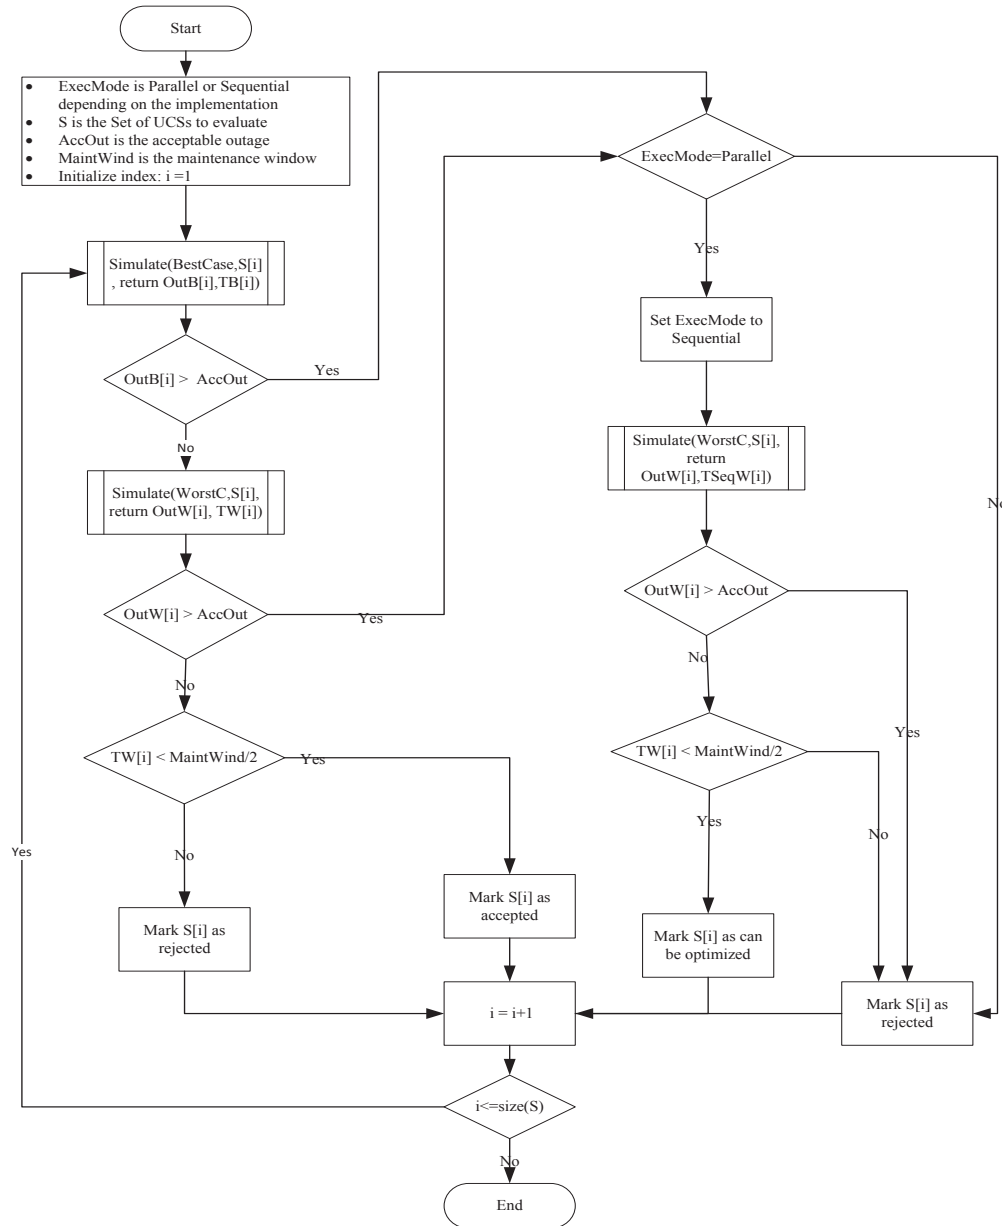 Start
• ExecMode is Parallel or Sequential
depending on the implementation
• S is the Set of UCSs to evaluate
• AccOut is the acceptable outage
• MaintWind is the maintenance window
• Initialize index: i =1
Simulate(BestCase,S[i]
, return OutB[i],TB[i])
OutB[i] > AccOut
Yes
No
Simulate(WorstC,S[i],
return OutW[i], TW[i])
OutW[i] > AccOut
Yes
No
TW[i] < MaintWind/2
Yes
No
Mark S[i] as
rejected
Mark S[i] as
accepted
ExecMode=Parallel
Yes
No
Set ExecMode to
Sequential
Simulate(WorstC,S[i],
return
OutW[i],TSeqW[i])
OutW[i] > AccOut
No
Yes
TW[i] < MaintWind/2
Yes
No
Mark S[i] as can
be optimized
Mark S[i] as
rejected
i = i+1
i<=size(S)
Yes
No
End